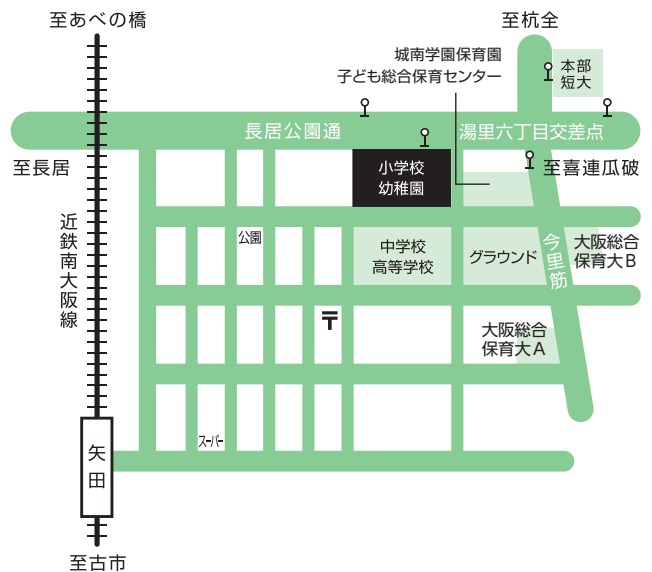 至あべの橋
至杭全
城南学園保育園
子ども総合保育センター
本部
短大
長居公園通
湯里六丁目交差点
至長居
小学校
幼稚園
至喜連瓜破
近鉄南大阪線
公園
中学校
高等学校
グラウンド
今里筋
大阪総合
保育大B
〒
大阪総合
保育大A
スーパー
矢田
至古市